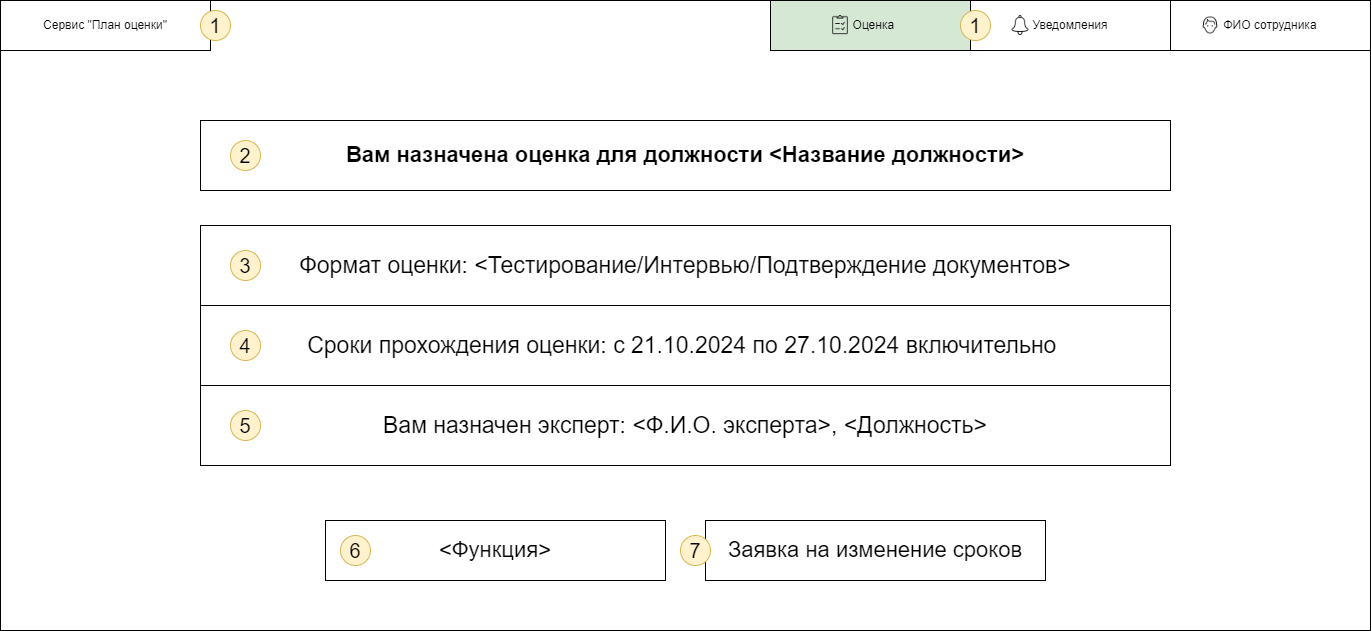 Сервис "План оценки"
1
Оценка
1
Уведомления
ФИО сотрудника
2
Вам назначена оценка для должности <Название должности>
3
Формат оценки: <Тестирование/Интервью/Подтверждение документов>
4
Сроки прохождения оценки: с 21.10.2024 по 27.10.2024 включительно
5
Вам назначен эксперт: <Ф.И.О. эксперта>, <Должность>
6
<Функция>
7
Заявка на изменение сроков